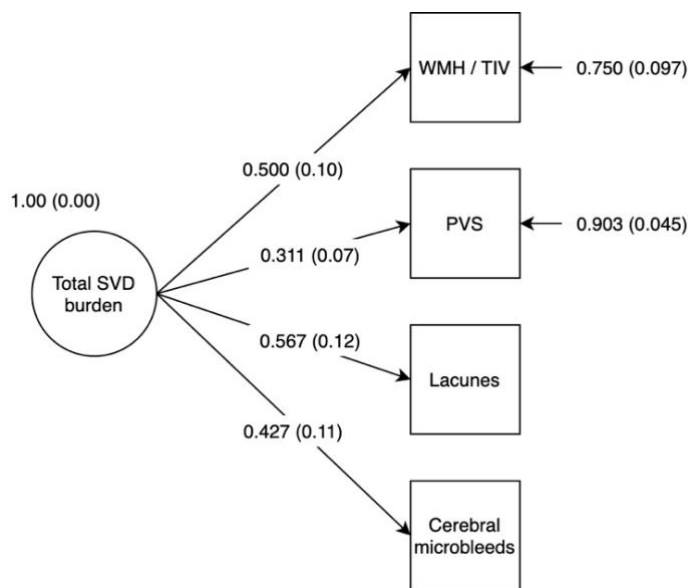 WMH / TIV
0.750 (0.097)
0.500 (0.10)
1.00 (0.00)
PVS
0.903 (0.045)
0.311 (0.07)
Total SVD
burden
0.567 (0.12)
Lacunes
0.427 (0.11)
Cerebral
microbleeds